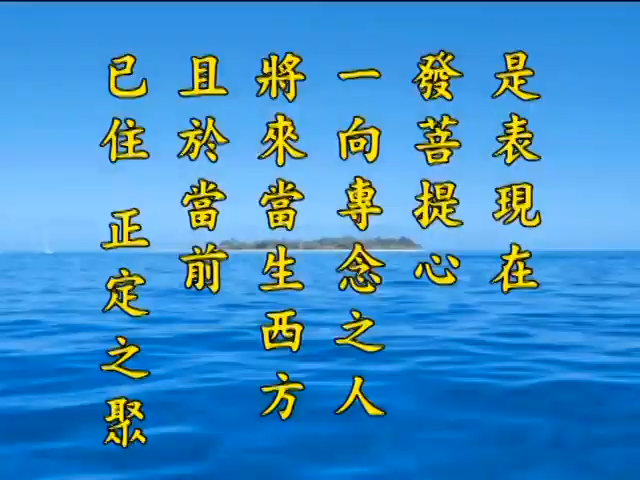 是表現在
發菩提心
一向專念之人
將來當生西方
且於當前
已住 正定之聚